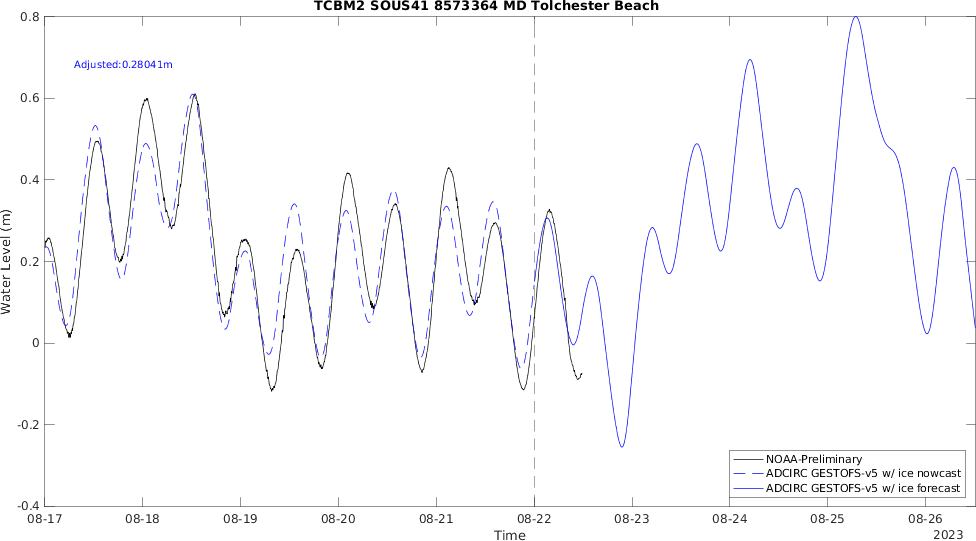 TCBM2 SOUS41 8573364 MD Tolchester Beach
0.8
Adjusted:0.28041m
0.6
0.4
0.2
0
-0.2
-0.4
Water Level (m)
NOAA-Preliminary
ADCIRC GESTOFS-v5 w/ ice nowcast
ADCIRC GESTOFS-v5 w/ ice forecast
08-17 08-18 08-19 08-20 08-21 08-22 08-23 08-24 08-25 08-26
Time
2023